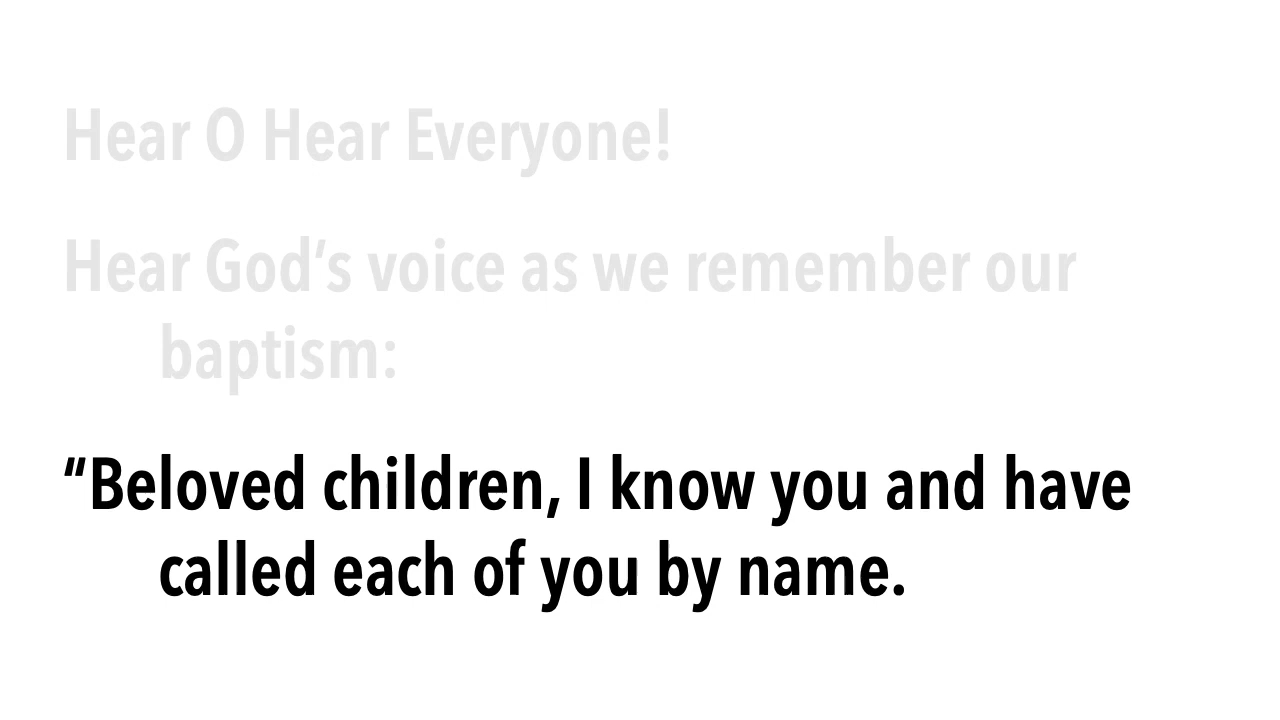 Hear O Hear Everyone!
Hear God’s voice as we remember our
baptism:
“Beloved children, I know you and have
called each of you by name.